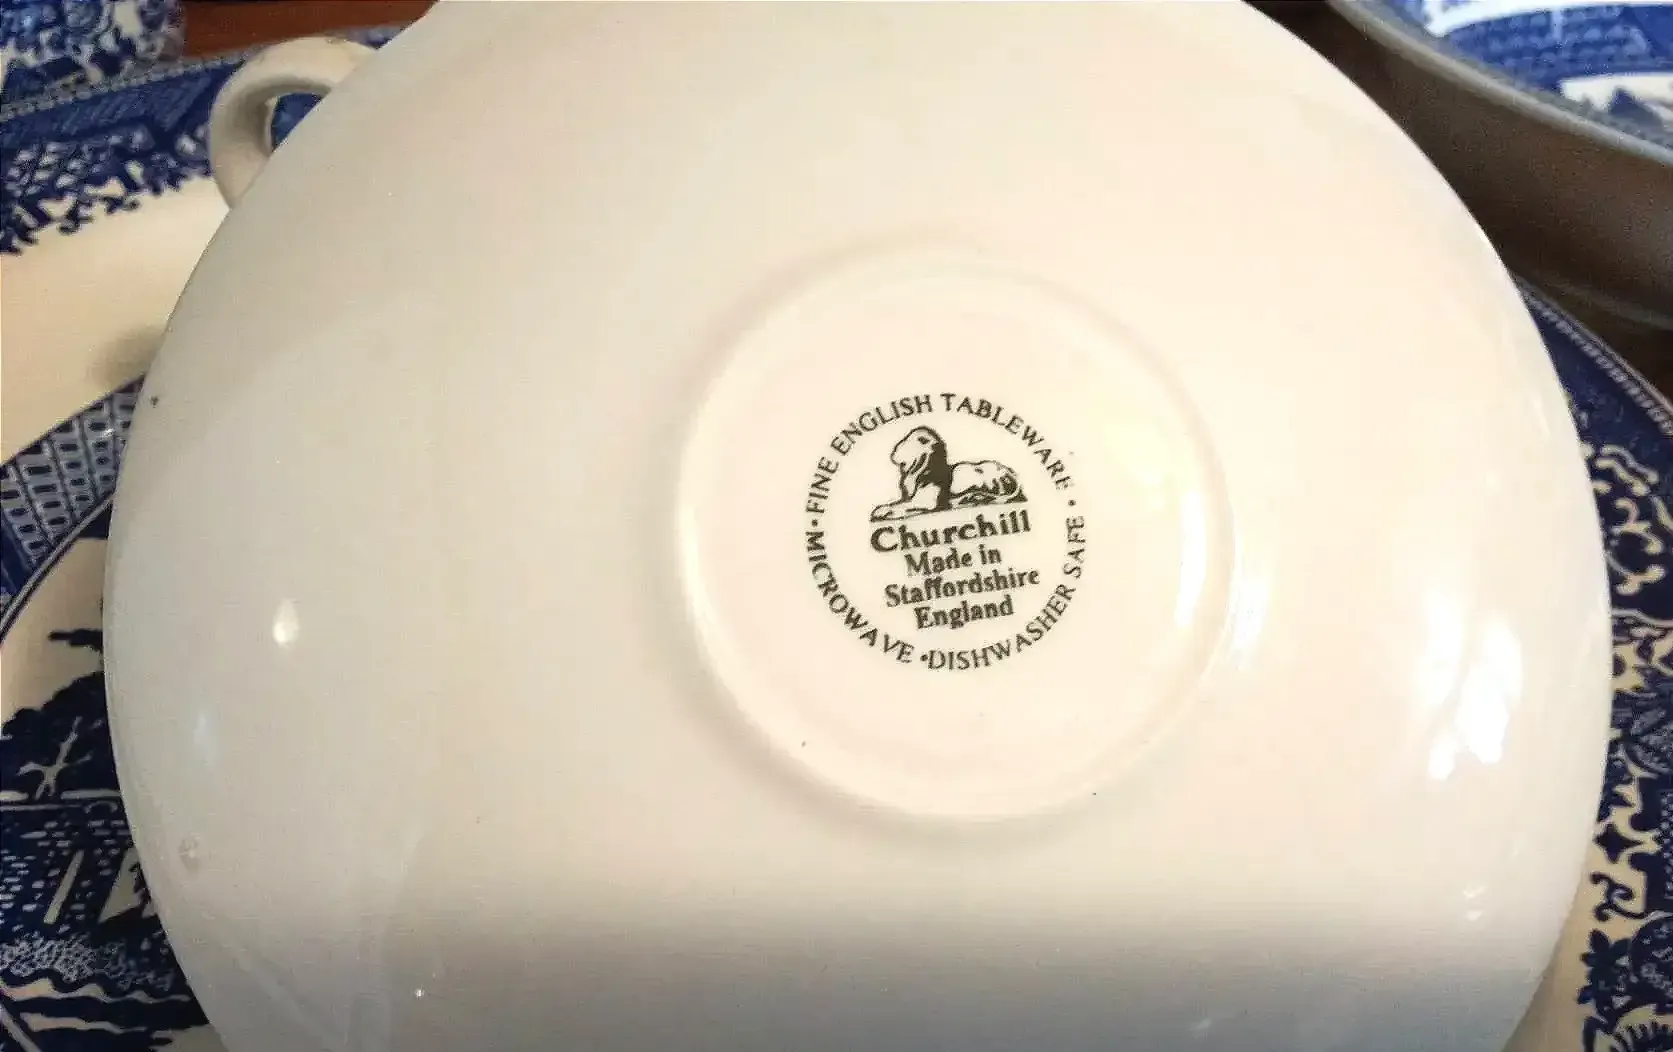 • FINE ENGLISH TABLEWARE •
Churchill
Made in
Staffordshire
England
MICROWAVE • DISHWASHER SAFE